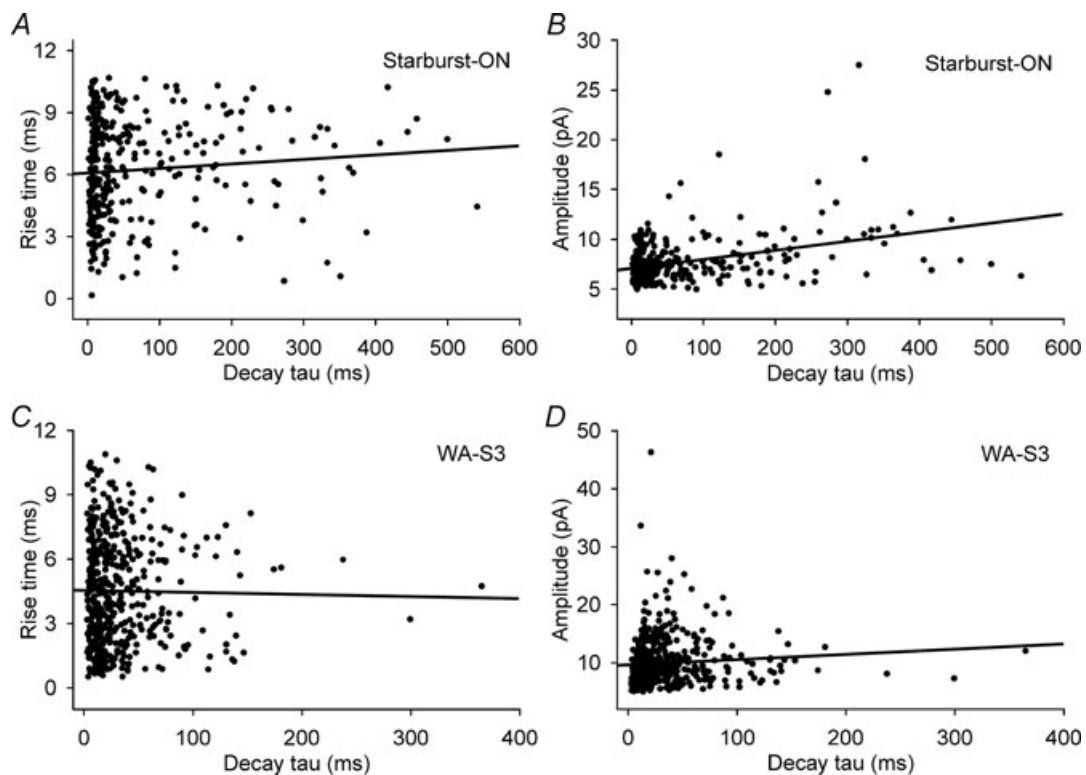 A
Starburst-ON
12
9
6
3
0
Rise time (ms)
0 100 200 300 400 500 600
Decay tau (ms)
B
Starburst-ON
30
25
20
15
10
5
Amplitude (pA)
0 100 200 300 400 500 600
Decay tau (ms)
C
WA-S3
12
9
6
3
0
Rise time (ms)
0 100 200 300 400
Decay tau (ms)
D
WA-S3
50
40
30
20
10
Amplitude (pA)
0 100 200 300 400
Decay tau (ms)